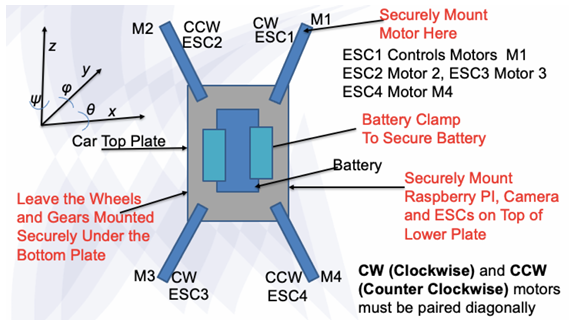 M2
CCW
ESC2
CW
ESC1
M1
Securely Mount
Motor Here
ESC1 Controls Motors M1
ESC2 Motor 2, ESC3 Motor 3
ESC4 Motor M4
z
y
ψ
φ
θ
x
Car Top Plate
Battery Clamp
To Secure Battery
Battery
Leave the Wheels
and Gears Mounted
Securely Under the
Bottom Plate
Securely Mount
Raspberry PI, Camera
and ESCs on Top of
Lower Plate
M3
CW
ESC3
CCW
ESC4
M4
CW (Clockwise) and CCW
(Counter Clockwise) motors
must be paired diagonally